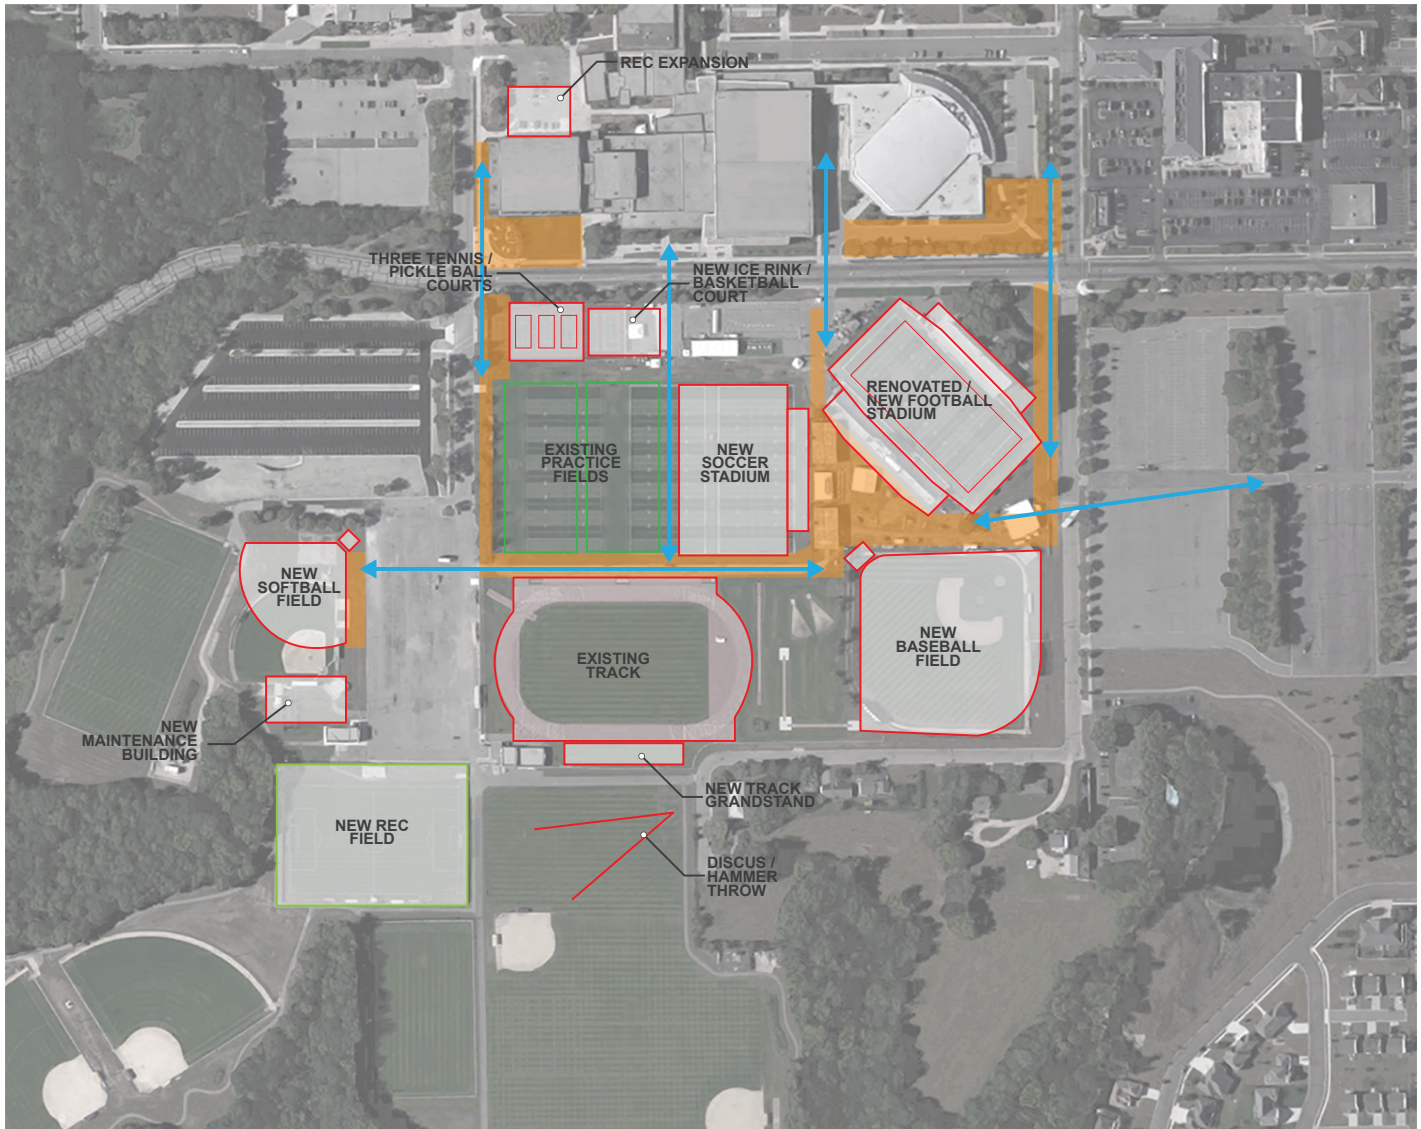 REC EXPANSION
THREE TENNIS /
PICKLE BALL
COURTS
NEW ICE RINK /
BASKETBALL
COURT
RENOVATED /
NEW FOOTBALL
STADIUM
EXISTING
PRACTICE
FIELDS
NEW
SOCCER
STADIUM
NEW
SOFTBALL
FIELD
NEW
BASEBALL
FIELD
EXISTING
TRACK
NEW
MAINTENANCE
BUILDING
NEW TRACK
GRANDSTAND
NEW REC
FIELD
DISCUS /
HAMMER
THROW